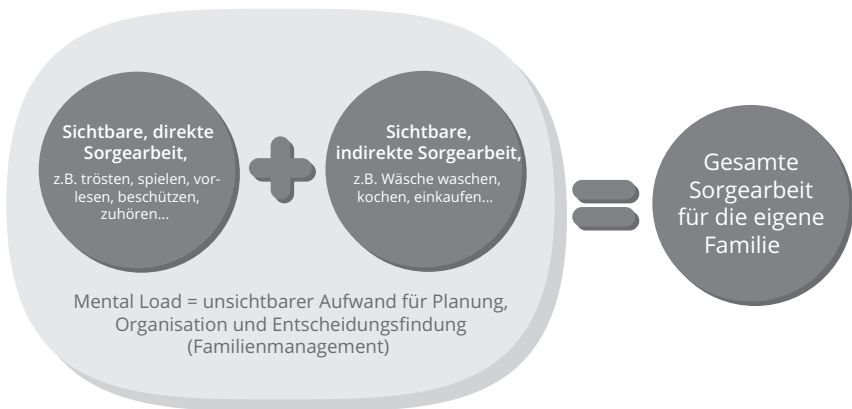 Sichtbare, direkte
Sorgearbeit,
z.B. trösten, spielen, vor-
lesen, beschützen,
zuhören...
Sichtbare,
indirekte Sorgearbeit,
z.B. Wäsche waschen,
kochen, einkaufen...
Mental Load = unsichtbarer Aufwand für Planung,
Organisation und Entscheidungsfindung
(Familienmanagement)
Gesamte
Sorgearbeit
für die eigene
Familie